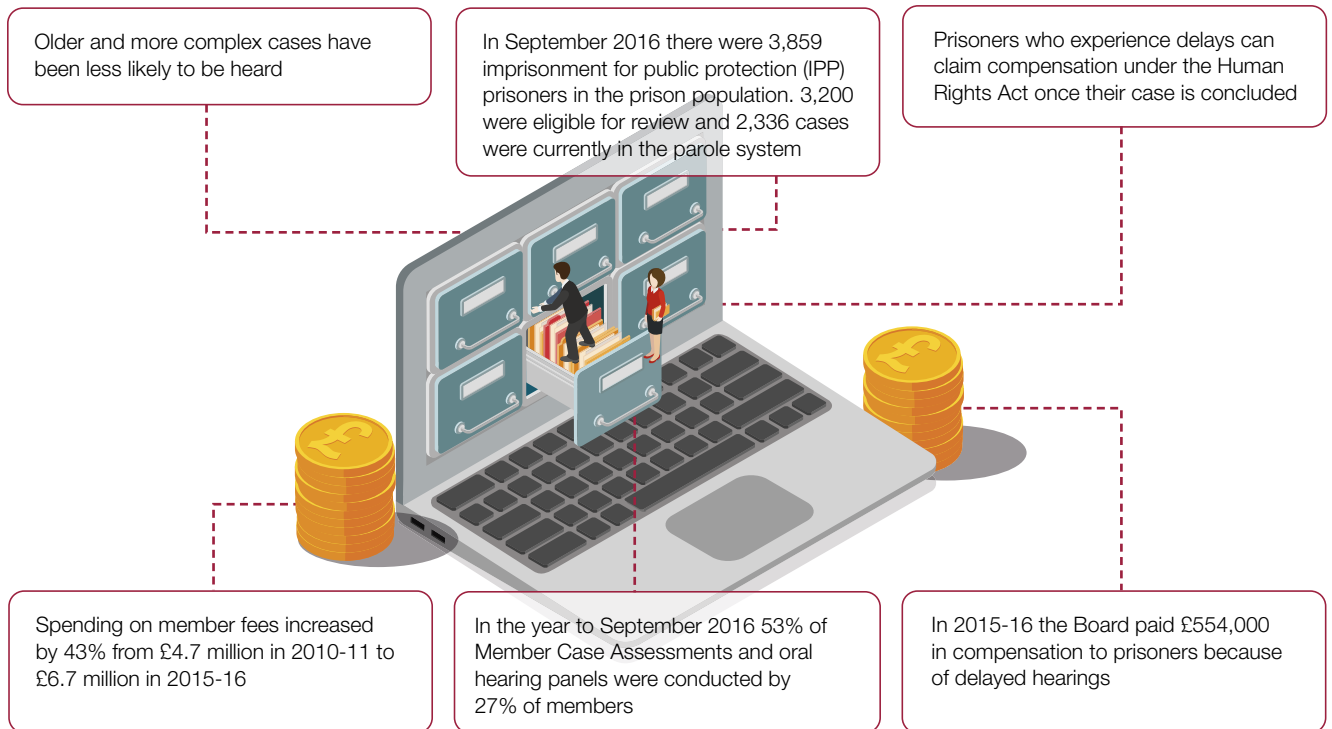 Older and more complex cases have
been less likely to be heard
In September 2016 there were 3,859
imprisonment for public protection (IPP)
prisoners in the prison population. 3,200
were eligible for review and 2,336 cases
were currently in the parole system
Prisoners who experience delays can
claim compensation under the Human
Rights Act once their case is concluded
£
£
Spending on member fees increased
by 43% from £4.7 million in 2010-11 to
£6.7 million in 2015-16
In the year to September 2016 53% of
Member Case Assessments and oral
hearing panels were conducted by
27% of members
In 2015-16 the Board paid £554,000
in compensation to prisoners because
of delayed hearings